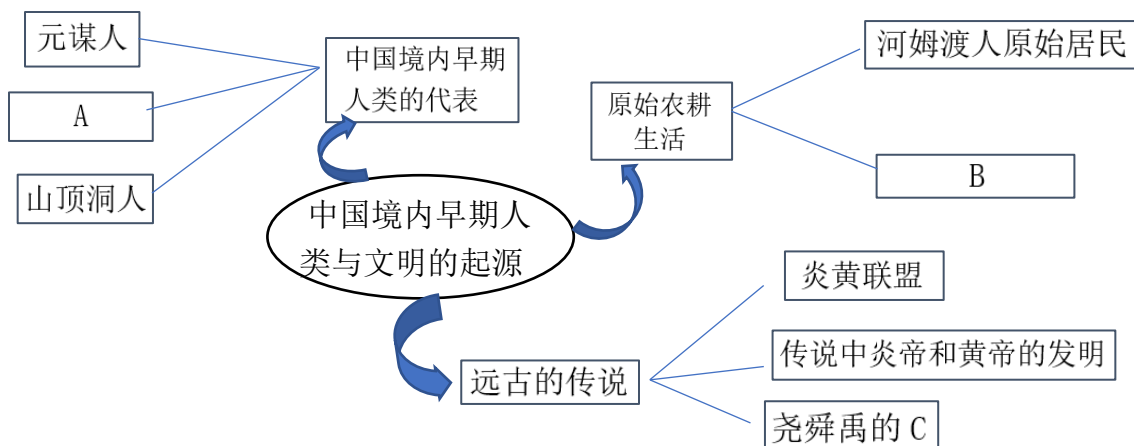 元谋人
A
山顶洞人
中国境内早期
人类的代表
原始农耕
生活
河姆渡人原始居民
B
中国境内早期人
类与文明的起源
远古的传说
炎黄联盟
传说中炎帝和黄帝的发明
尧舜禹的 C